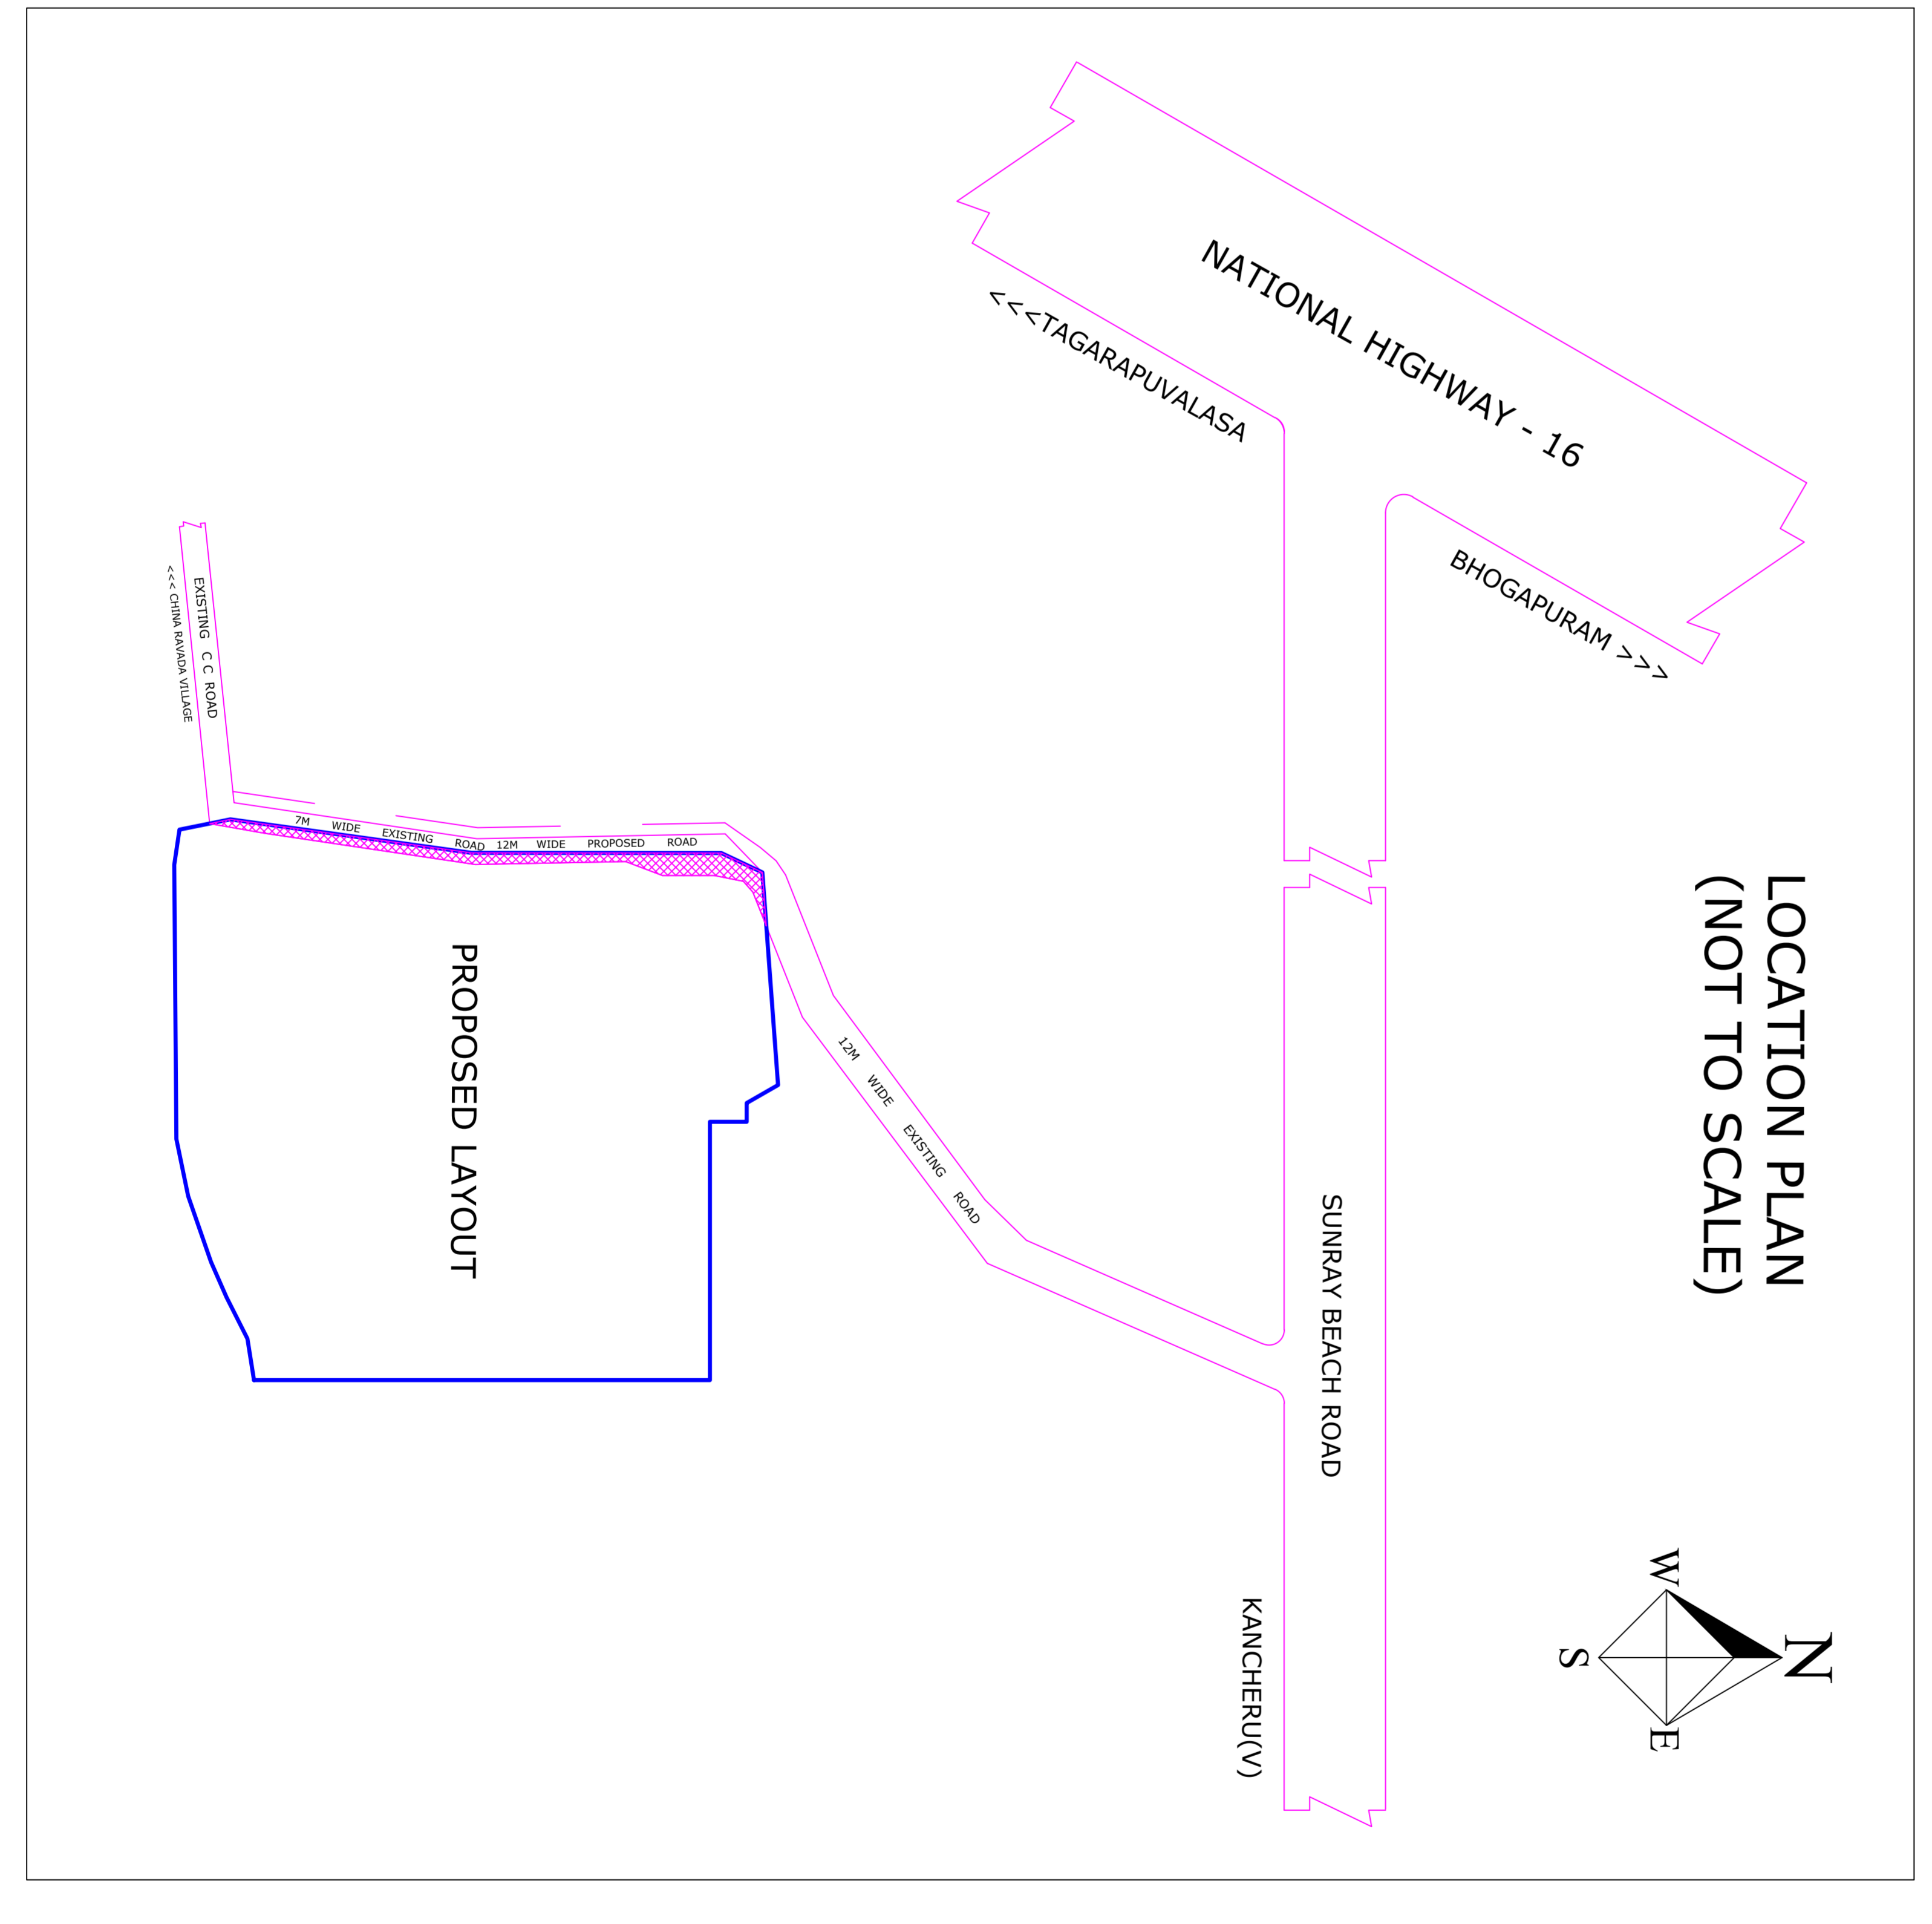 NATIONAL HIGHWAY - 16
<<<TAGARAPUVALASA
BHOGAPURAM >>>
EXISTING C C ROAD
<<< CHINA RAVADA VILLAGE
7M WIDE EXISTING ROAD
12M WIDE PROPOSED ROAD
PROPOSED LAYOUT
12M WIDE EXISTING ROAD
SUNRAY BEACH ROAD
KANCHERU(V)
LOCATION PLAN
(NOT TO SCALE)
W
N
S
E